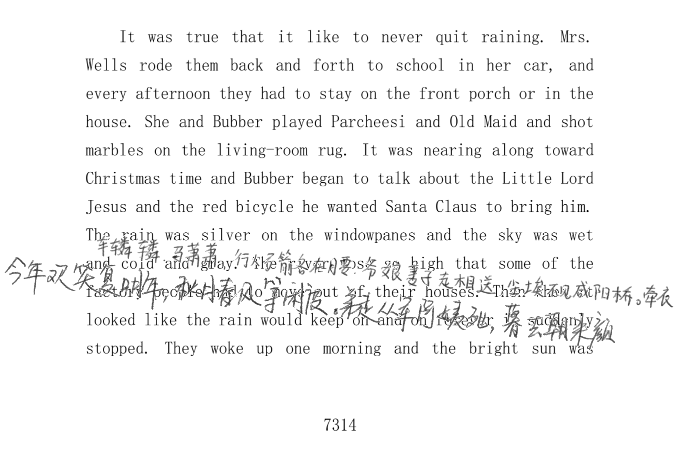 It was true that it like to never quit raining. Mrs.
Wells rode them back and forth to school in her car, and
every afternoon they had to stay on the front porch or in the
house. She and Bubber played Parcheesi and Old Maid and shot
marbles on the living-room rug. It was nearing along toward
Christmas time and Bubber began to talk about the Little Lord
Jesus and the red bicycle he wanted Santa Claus to bring him.
The rain was silver on the windowpanes and the sky was wet
车辚辚 马萧萧,行人弓箭各在腰.爷娘妻子走相送,尘埃不见咸阳桥。牵衣
and cold and gray. The river rose so high that some of the
今年欢笑复明年,秋月春风等闲度。弟走从军阿姨死,暮去朝来颜
factory people had to move out of their houses. Then
looked like the rain would keep on and on forever it suddenly
stopped. They woke up one morning and the bright sun was
7314